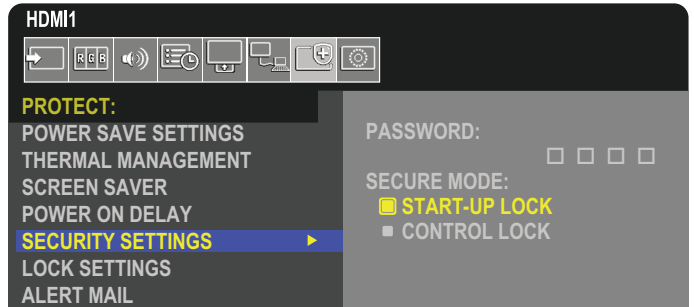 HDMI1
RGB
PROTECT:
POWER SAVE SETTINGS
THERMAL MANAGEMENT
SCREEN SAVER
POWER ON DELAY
SECURITY SETTINGS
LOCK SETTINGS
ALERT MAIL
PASSWORD:
SECURE MODE:
START-UP LOCK
CONTROL LOCK